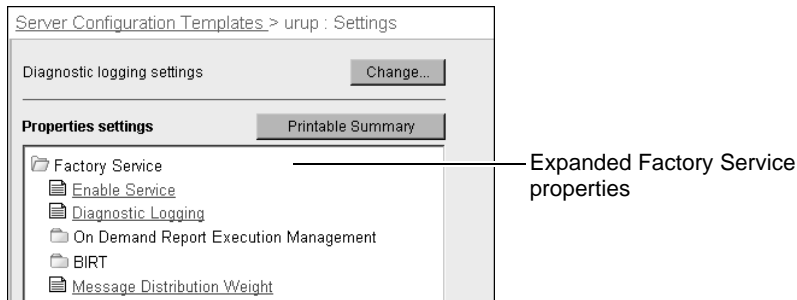 Server Configuration Templates > urup : Settings
Diagnostic logging settings
Change...
Properties settings
Printable Summary
Factory Service
Enable Service
Diagnostic Logging
On Demand Report Execution Management
BIRT
Message Distribution Weight
Expanded Factory Service
properties